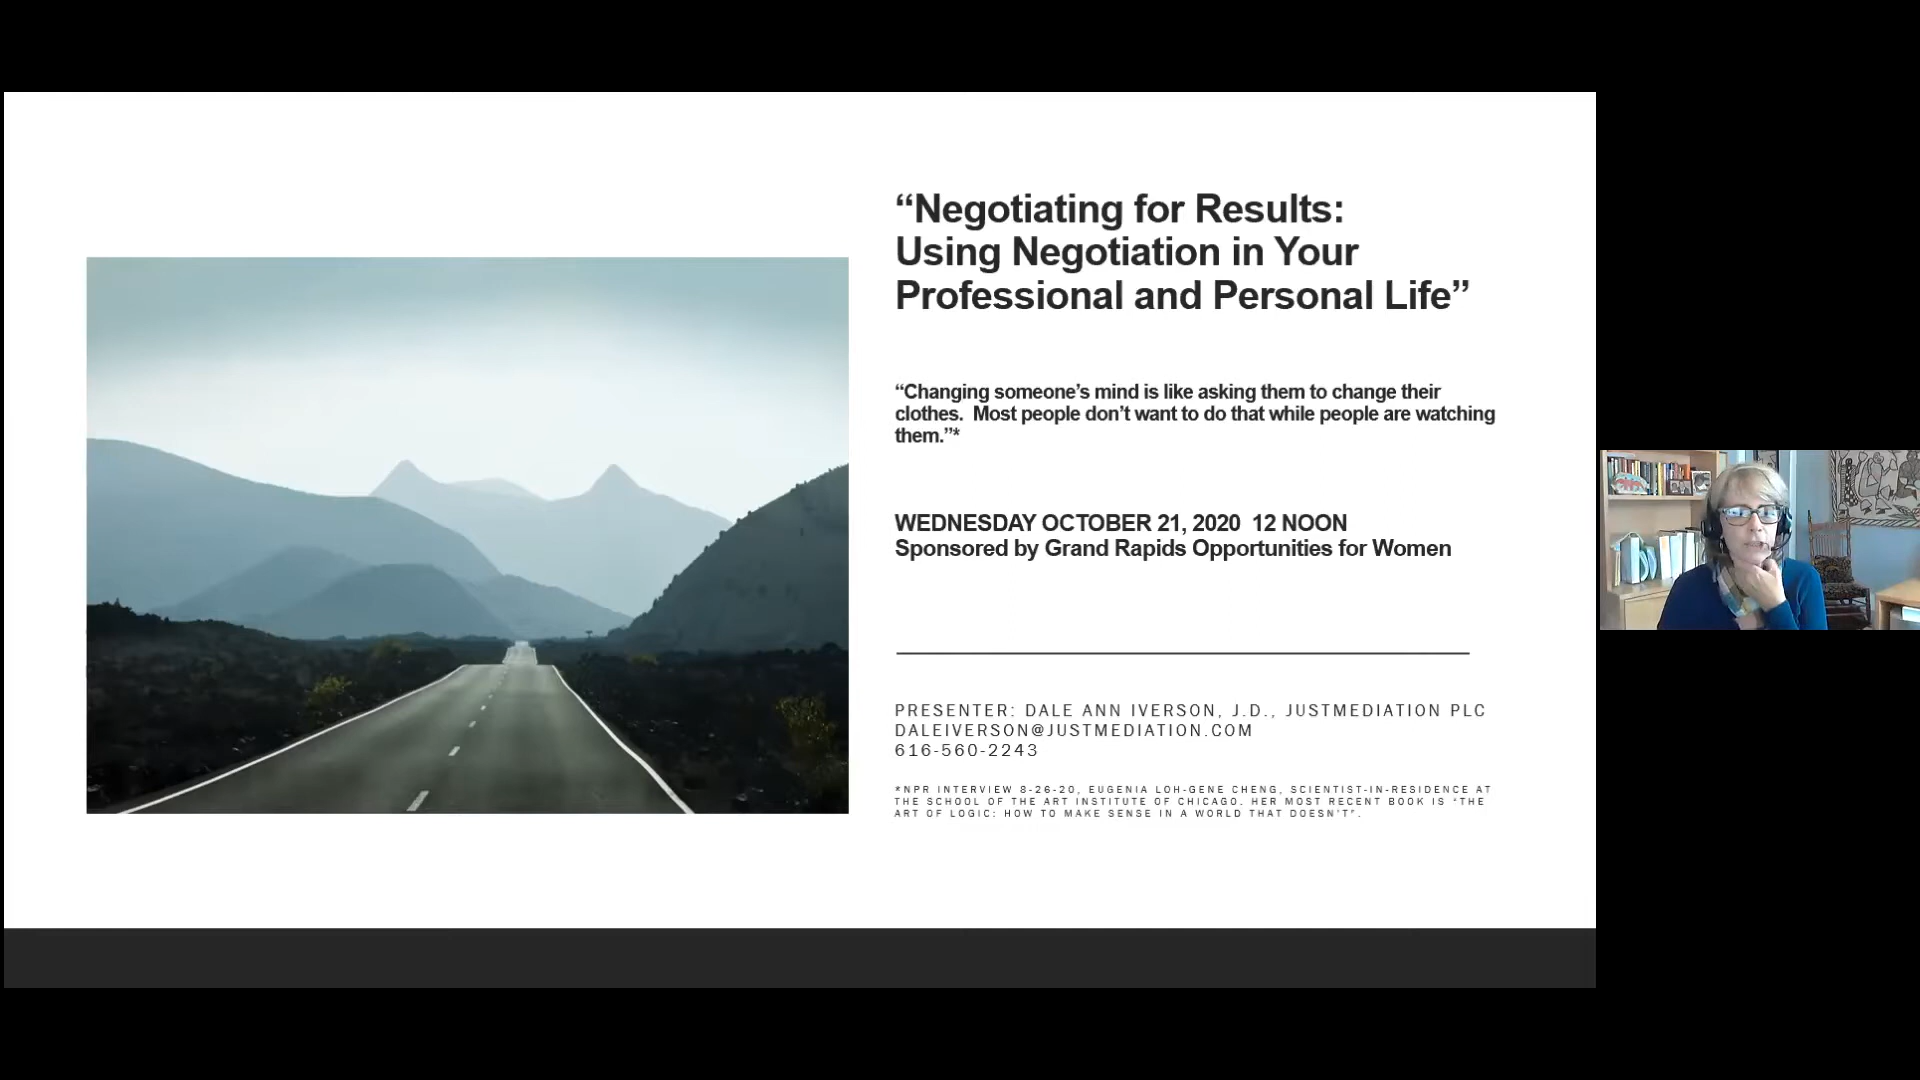 “Negotiating for Results:
Using Negotiation in Your
Professional and Personal Life”
“Changing someone’s mind is like asking them to change their
clothes.  Most people don’t want to do that while people are watching
them.”*
WEDNESDAY OCTOBER 21, 2020  12 NOON
Sponsored by Grand Rapids Opportunities for Women
PRESENTER: DALE ANN IVERSON, J.D., JUSTMEDIATION PLC
DALEIVERSON@JUSTMEDIATION.COM
616-560-2243
*NPR INTERVIEW 8-26-20, EUGENIA LOH-GENE CHENG, SCIENTIST-IN-RESIDENCE AT
THE SCHOOL OF THE ART INSTITUTE OF CHICAGO. HER MOST RECENT BOOK IS “THE
ART OF LOGIC: HOW TO MAKE SENSE IN A WORLD THAT DOESN’T”.